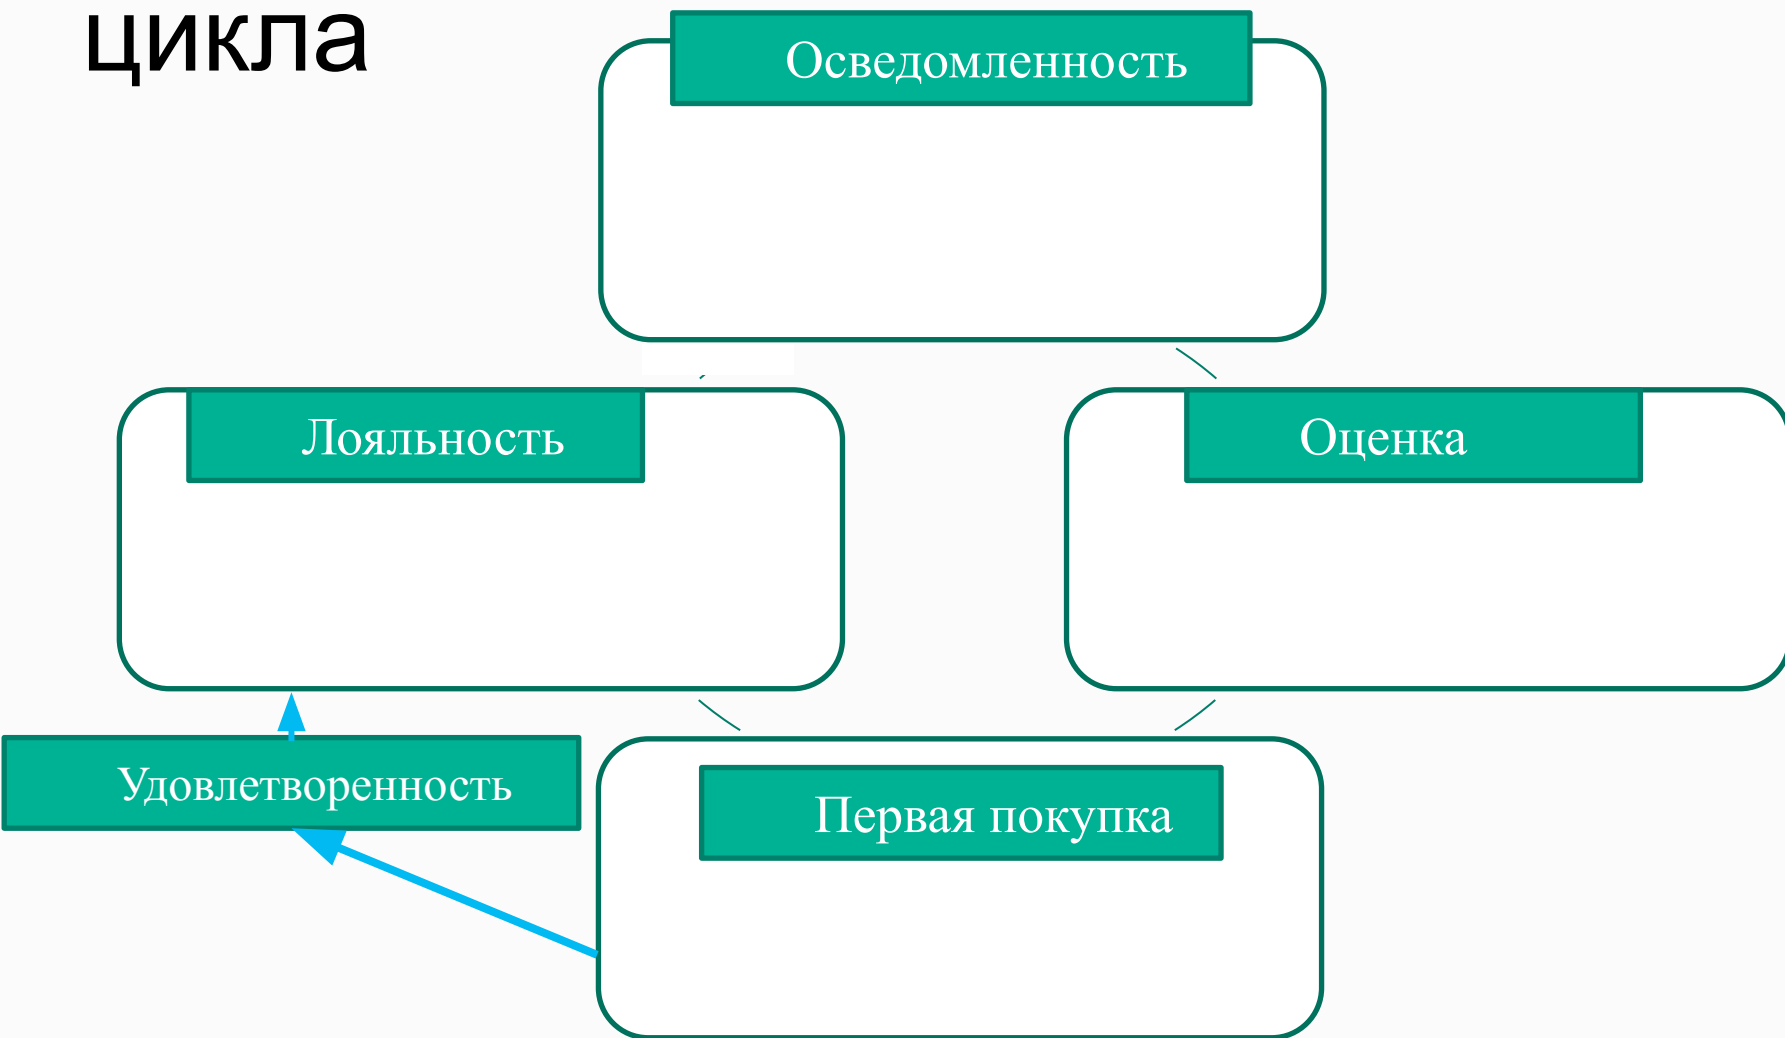 цикла
Осведомленность
Лояльность
Оценка
Удовлетворенность
Первая покупка